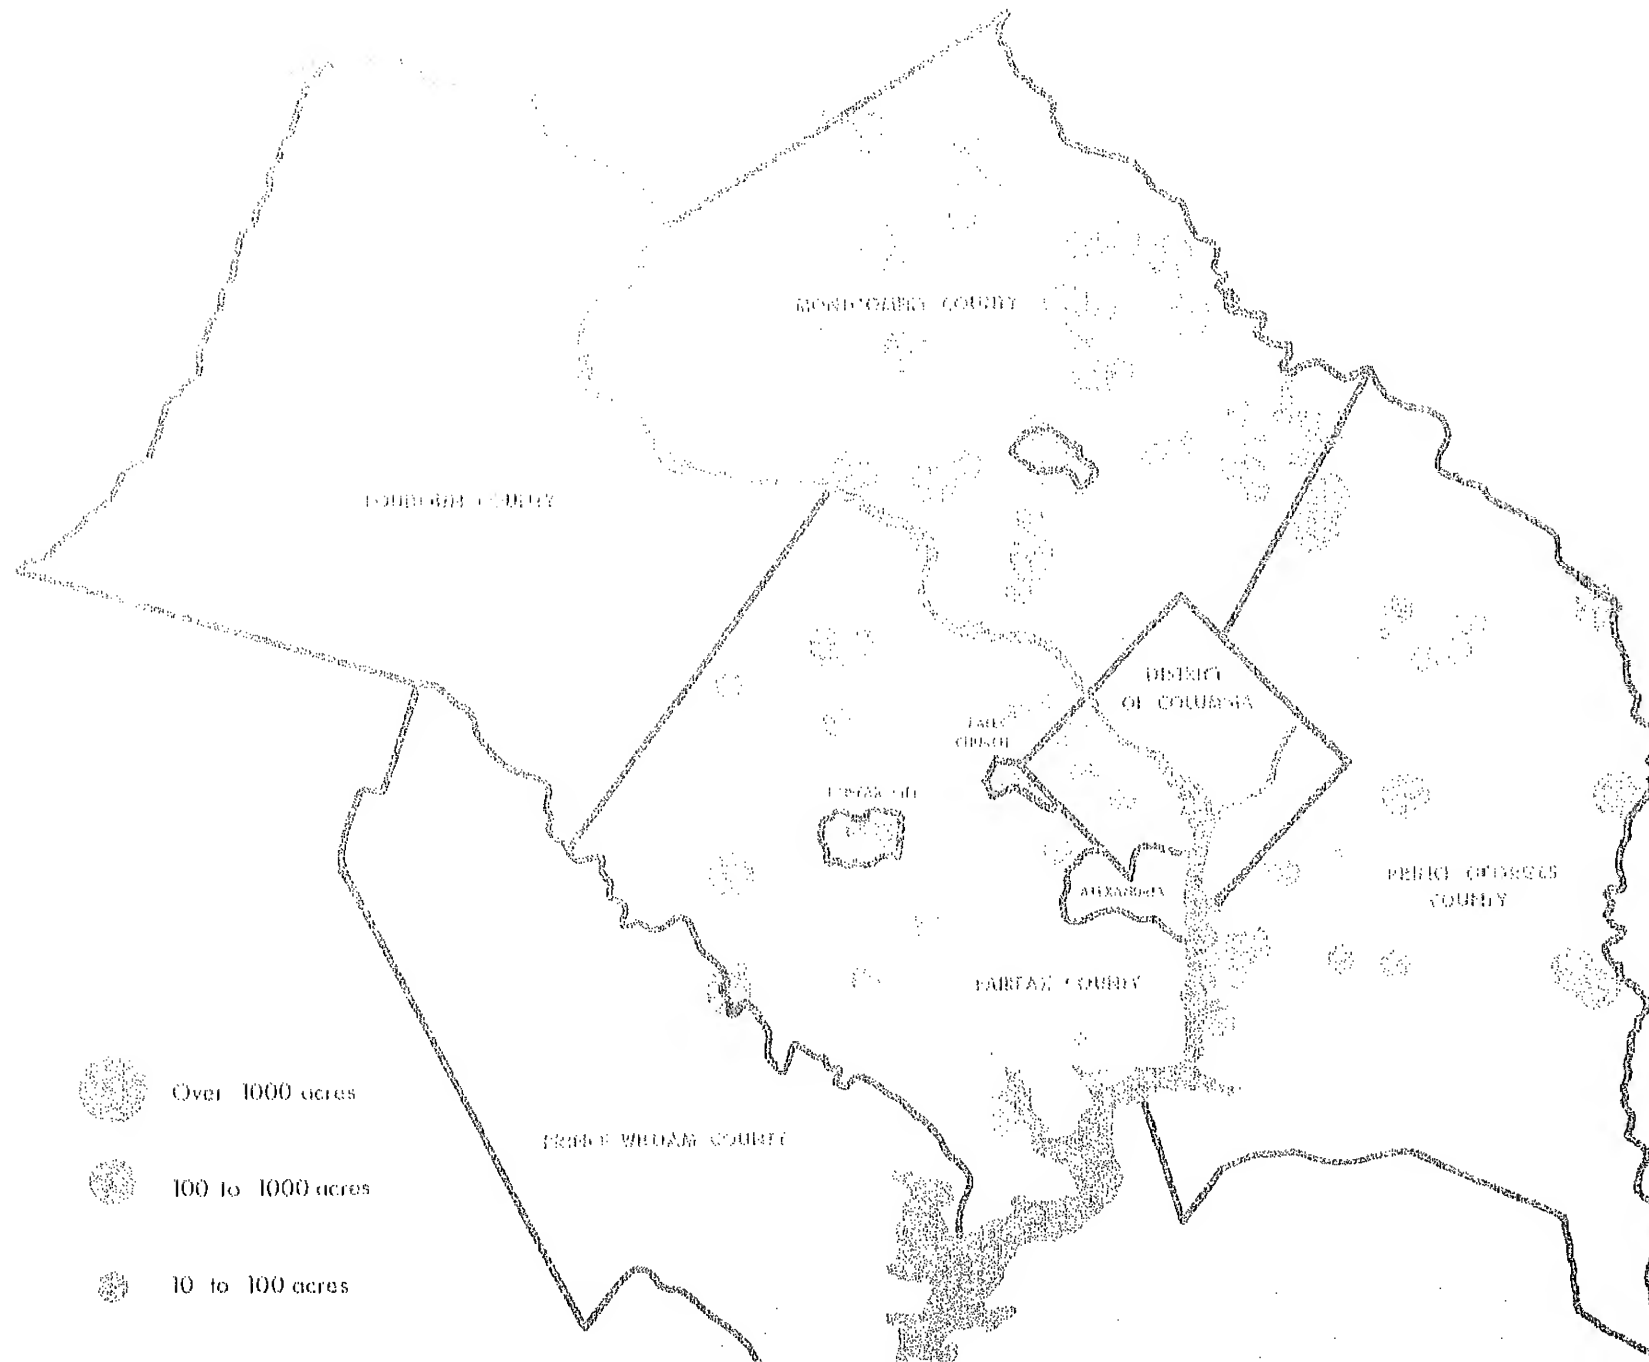 MONTGOMERY COUNTY
LOUDOUN COUNTY
DISTRICT
OF COLUMBIA
FALLS
CHURCH
FAIRFAX CITY
ALEXANDRIA
PRINCE GEORGES
COUNTY
FAIRFAX COUNTY
PRINCE WILLIAM COUNTY
Over 1000 acres
100 to 1000 acres
10 to 100 acres